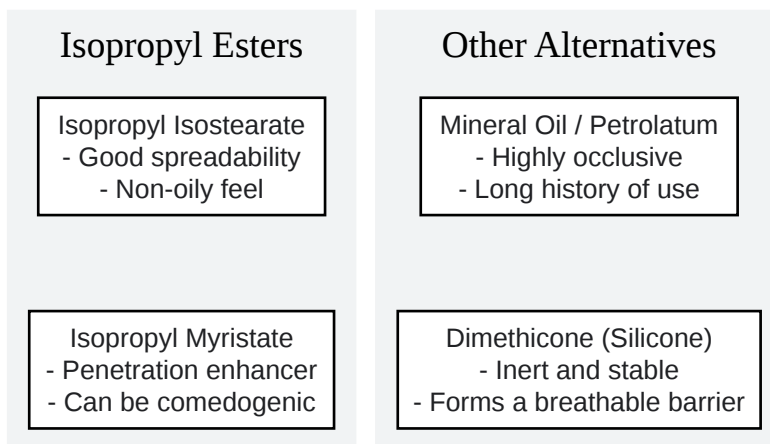 Isopropyl Esters
Isopropyl Isostearate
- Good spreadability
- Non-oily feel
Isopropyl Myristate
- Penetration enhancer
- Can be comedogenic
Other Alternatives
Mineral Oil / Petrolatum
- Highly occlusive
- Long history of use
Dimethicone (Silicone)
- Inert and stable
- Forms a breathable barrier